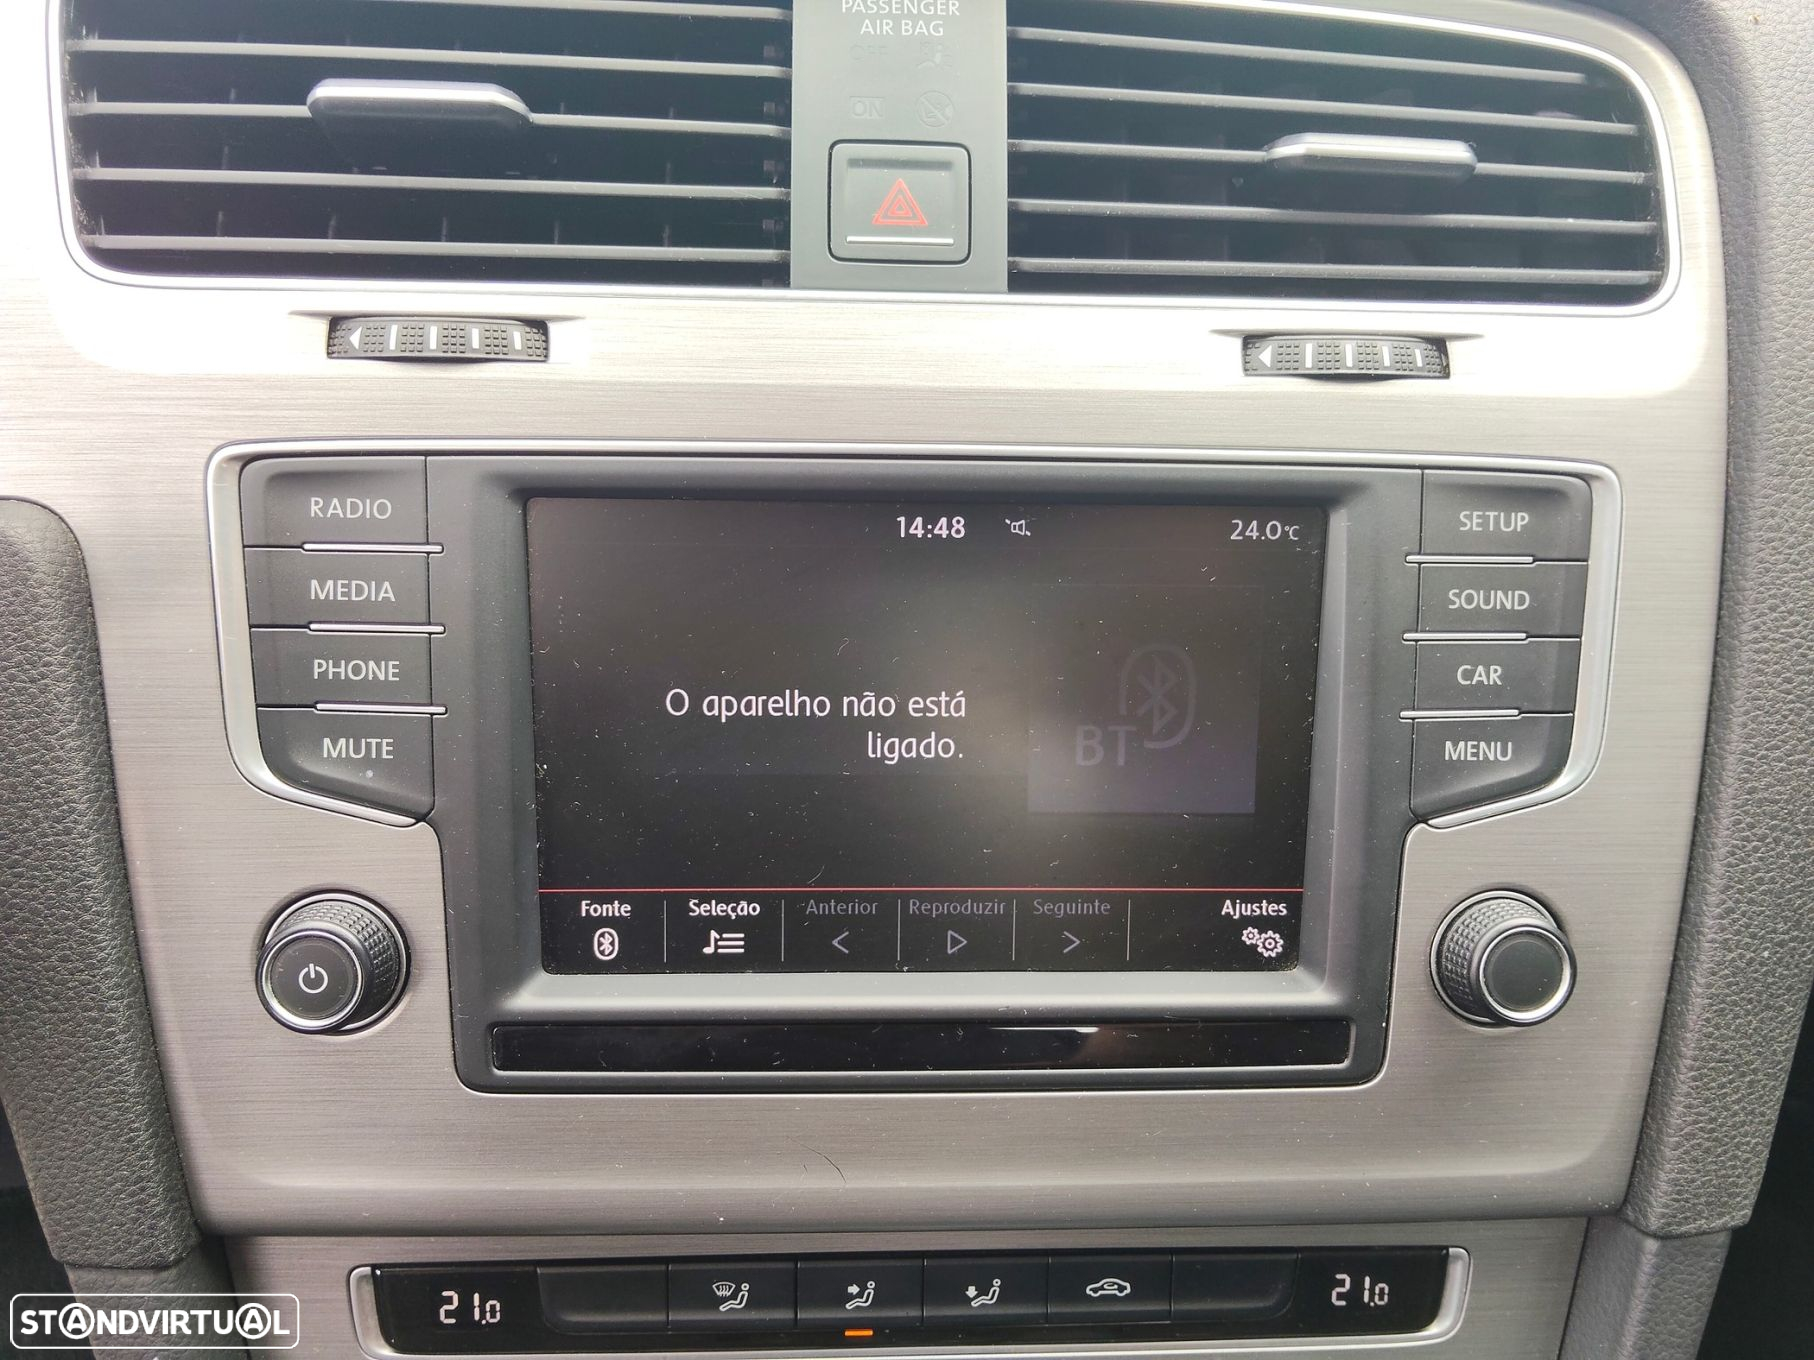 PASSENGER
AIR BAG
OFF
ON
RADIO
MEDIA
PHONE
MUTE
14:48
24.0°C
O aparelho não está
ligado.
BT
Fonte
Seleção
Anterior
Reproduzir
Seguinte
Ajustes
SETUP
SOUND
CAR
MENU
21.0
21.0
STANDVIRTUAL